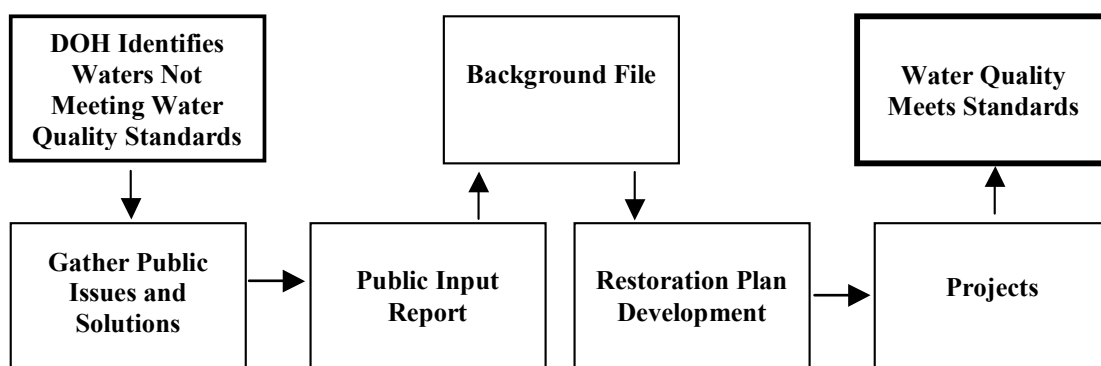 DOH Identifies
Waters Not
Meeting Water
Quality Standards
Background File
Water Quality
Meets Standards
Gather Public
Issues and
Solutions
Public Input
Report
Restoration Plan
Development
Projects